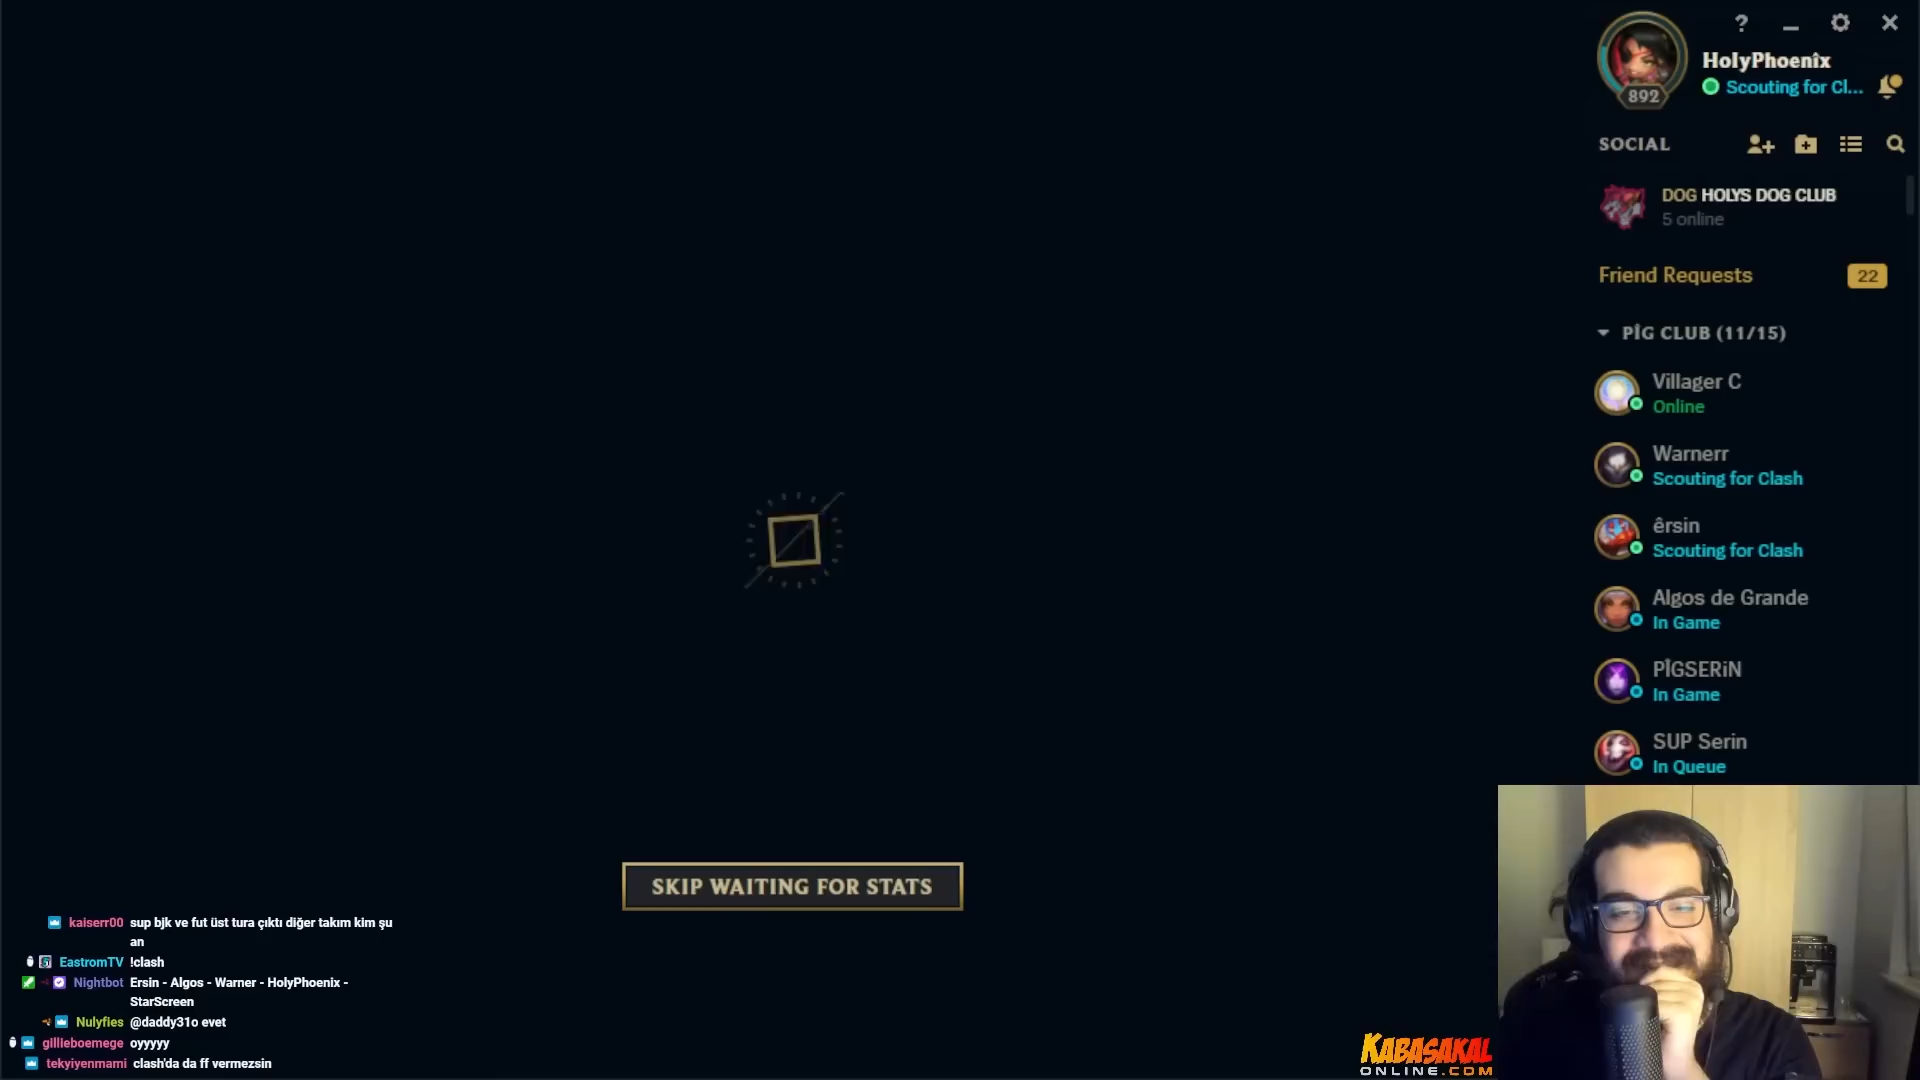 ?
HolyPhoenîx
892
Scouting for Cl...
SOCIAL
DOG HOLYS DOG CLUB
5 online
Friend Requests
22
PÎG CLUB (11/15)
Villager C
Online
Warnerr
Scouting for Clash
êrsin
Scouting for Clash
Algos de Grande
In Game
PÎGSERiN
In Game
SUP Serin
In Queue
SKIP WAITING FOR STATS
kaiserr00 sup bjk ve fut üst tura çıktı diğer takım kim şu
an
EastromTV !clash
Nightbot Ersin - Algos - Warner - HolyPhoenix -
StarScreen
Nulyfies @daddy31o evet
gillieboemege oyyyyy
tekyiyenmami clash'da da ff vermezsin
KABASAKAL
ONLINE.COM